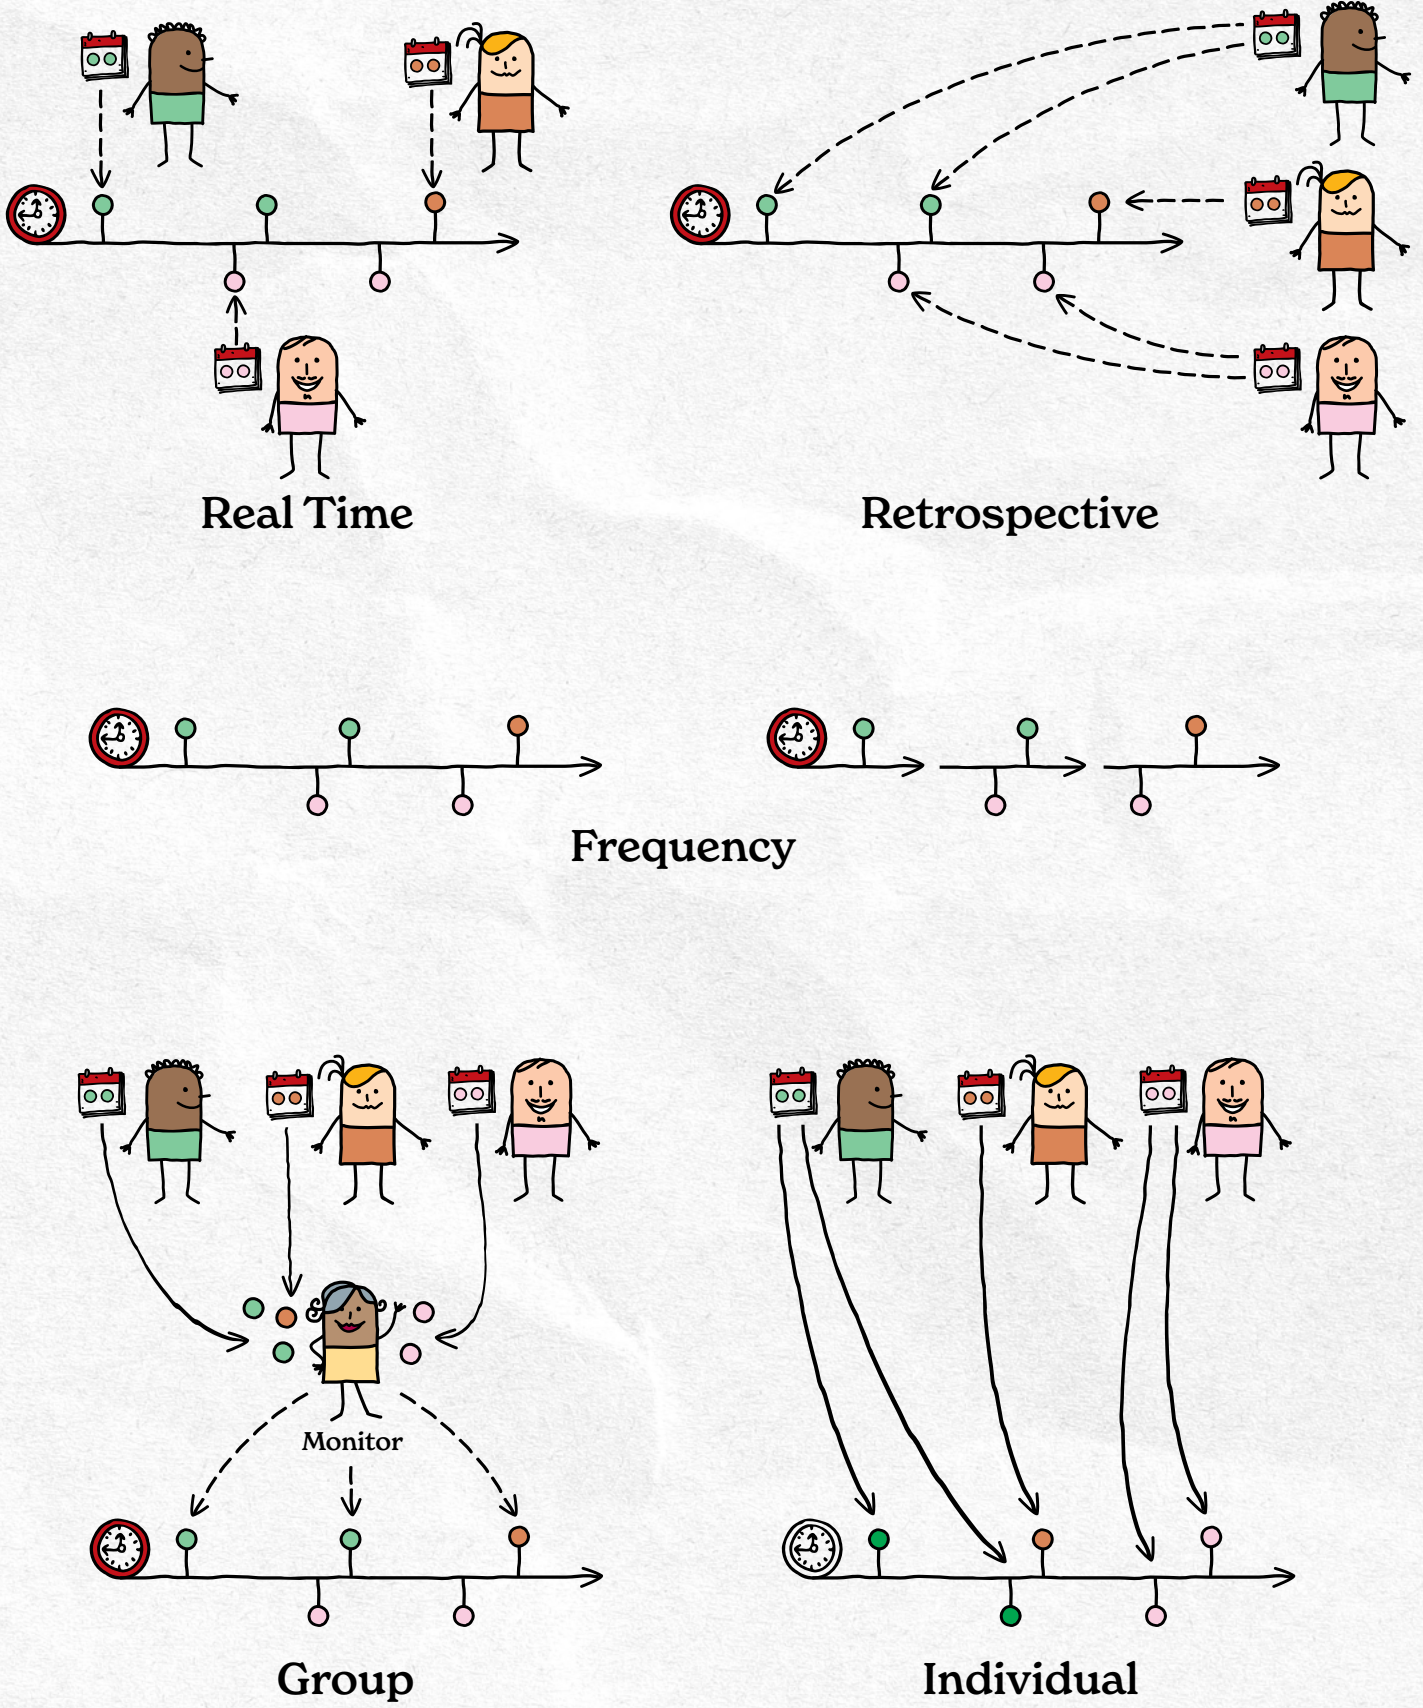 Real Time
Retrospective
Frequency
Monitor
Group
Individual